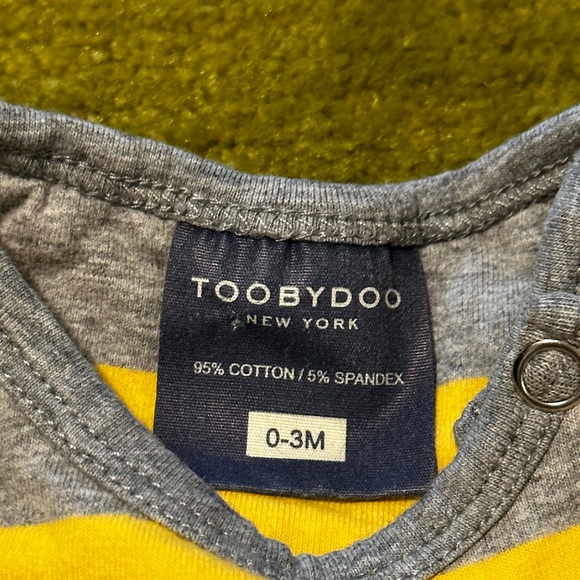 TOOBYDOO
NEW YORK
95% COTTON / 5% SPANDEX
0-3M